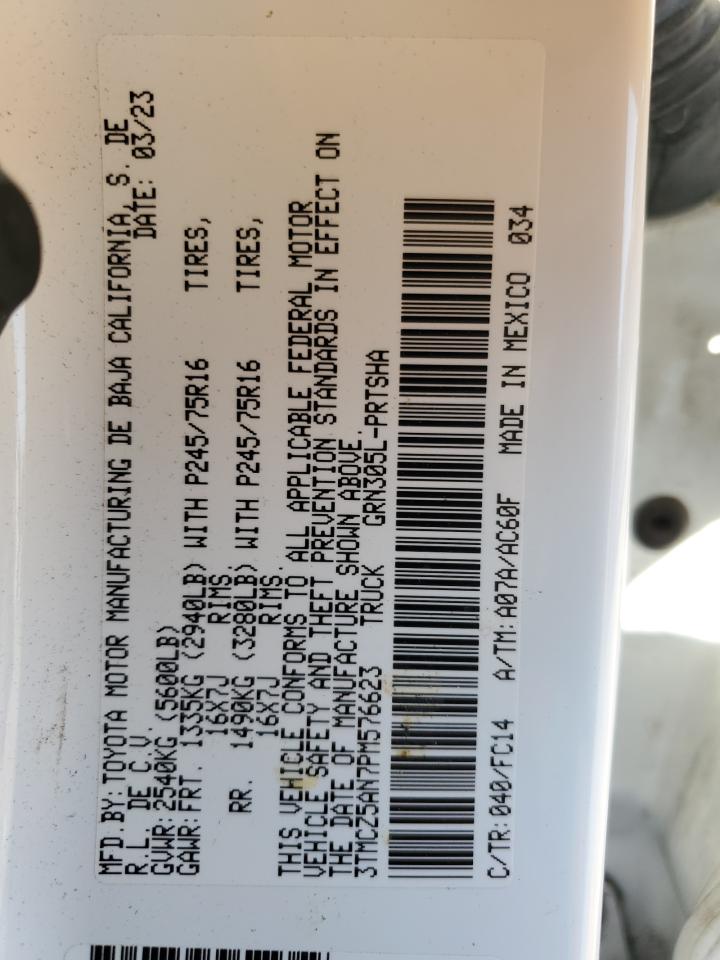 MFD.BY: TOYOTA MOTOR MANUFACTURING DE BAJA CALIFORNIA, S. DE
R.L. DE C.V. DATE: 03/23
GVWR: 2540KG (5600LB)
GAWR: FRT. 1335KG (2940LB) WITH P245/75R16 TIRES,
16X7J RIMS,
RR. 1490KG (3280LB) WITH P245/75R16 TIRES,
16X7J RIMS.
THIS VEHICLE CONFORMS TO ALL APPLICABLE FEDERAL MOTOR
VEHICLE SAFETY AND THEFT PREVENTION STANDARDS IN EFFECT ON
THE DATE OF MANUFACTURE SHOWN ABOVE.
3TMCZ5AN7PM576623 TRUCK GRN305L-PRTSHA
C/TR: 040/FC14 A/TM: A07A/AC60F MADE IN MEXICO 034